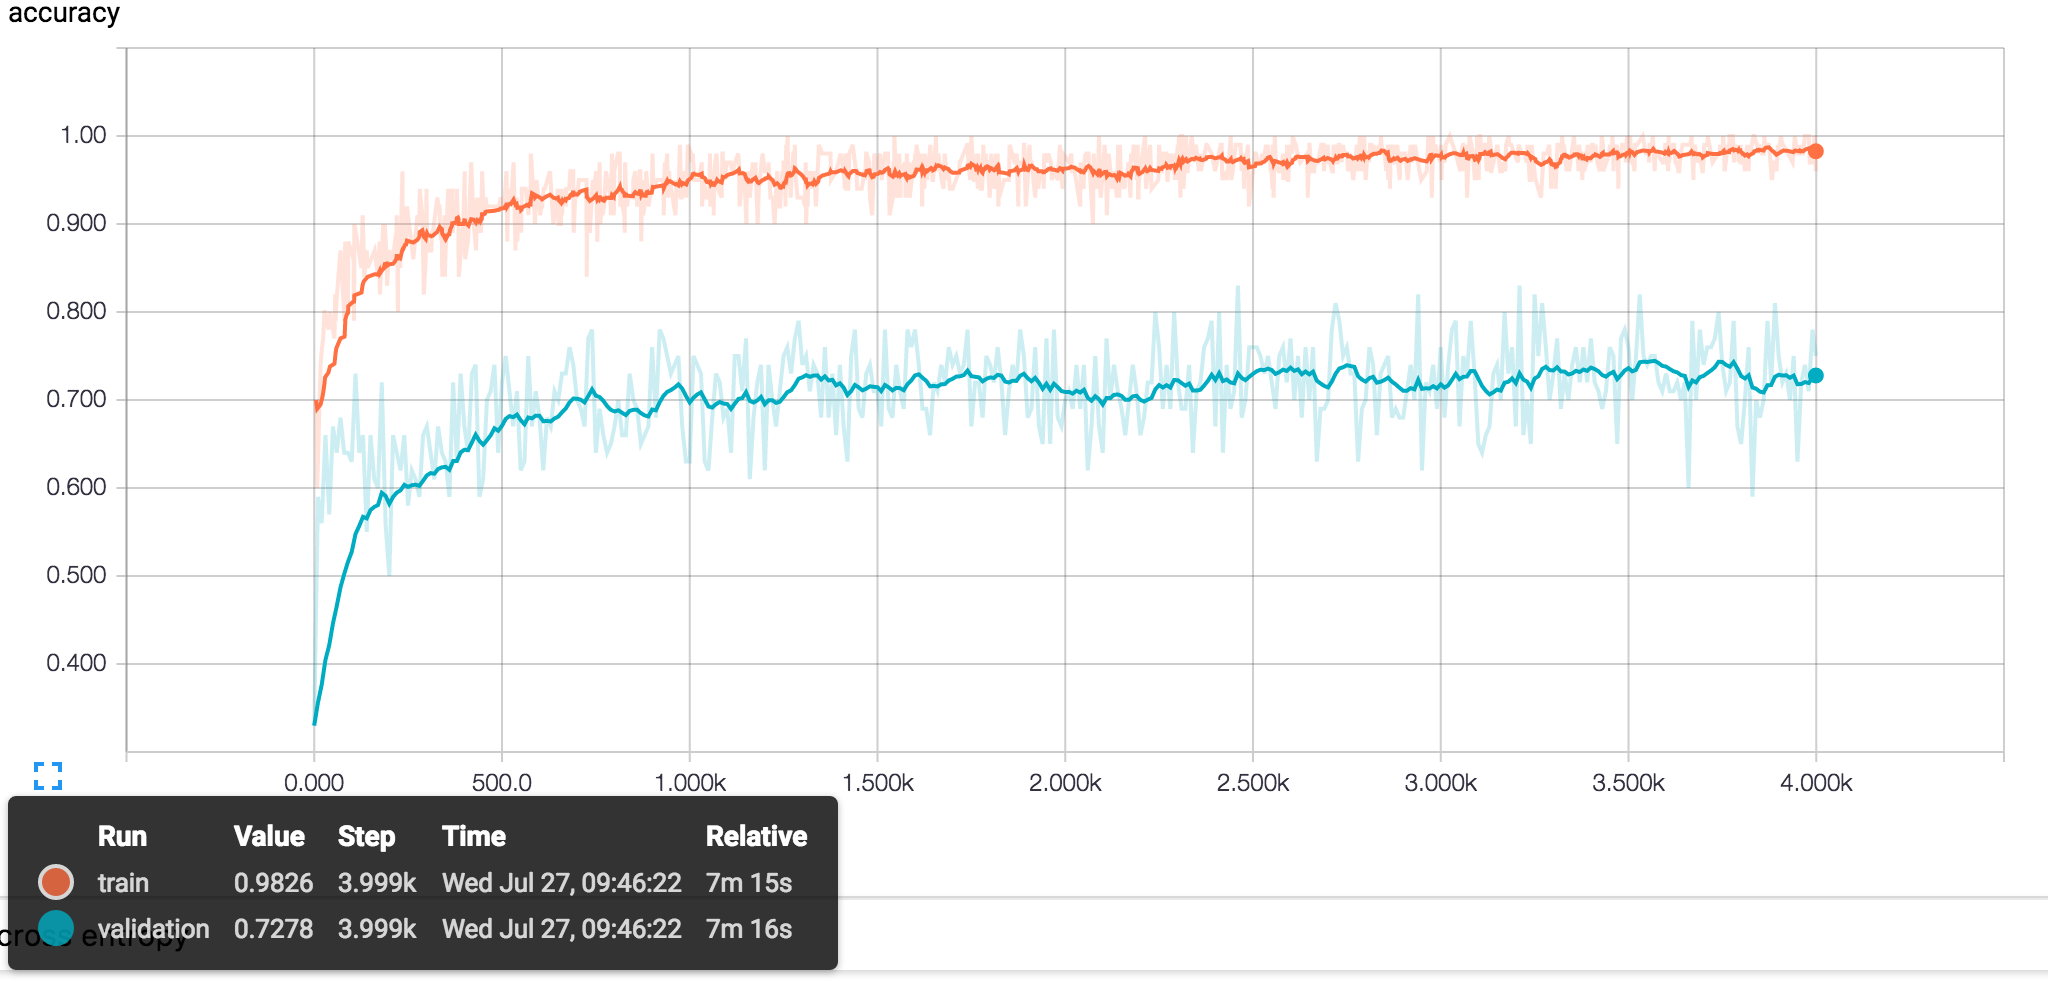 accuracy
1.00
0.900
0.800
0.700
0.600
0.500
0.400
0.000 500.0 1.000k 1.500k 2.000k 2.500k 3.000k 3.500k 4.000k
Run Value Step Time Relative
train 0.9826 3.999k Wed Jul 27, 09:46:22 7m 15s
validation 0.7278 3.999k Wed Jul 27, 09:46:22 7m 16s
cross entropy